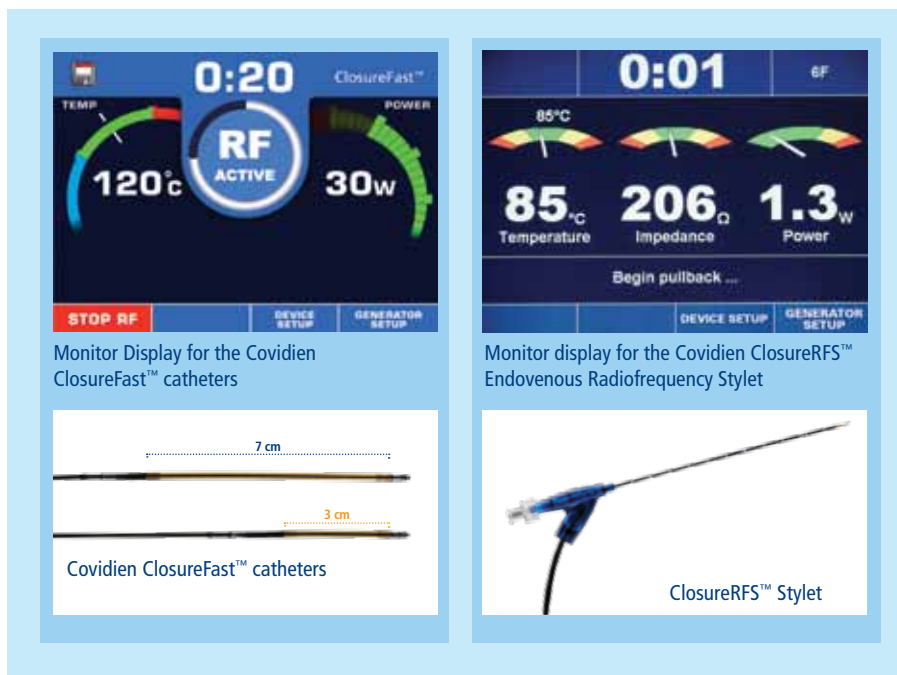 0:20
ClosureFast™
TEMP
POWER
RF
ACTIVE
120°c
30w
STOP RF
DEVICE
SETUP
GENERATOR
SETUP
Monitor Display for the Covidien
ClosureFast™ catheters
7 cm
3 cm
Covidien ClosureFast™ catheters
0:01
6F
85°C
85°C
206Ω
1.3w
Temperature
Impedance
Power
Begin pullback ...
DEVICE SETUP
GENERATOR
SETUP
Monitor display for the Covidien ClosureRFS™
Endovenous Radiofrequency Stylet
ClosureRFS™ Stylet